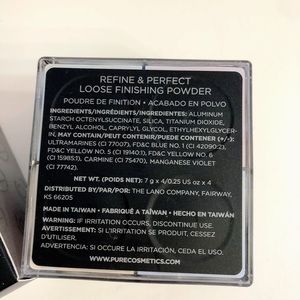 REFINE & PERFECT
LOOSE FINISHING POWDER
POUDRE DE FINITION • ACABADO EN POLVO
INGREDIENTS/INGRÉDIENTS/INGREDIENTES: ALUMINUM
STARCH OCTENYLSUCCINATE, SILICA, TITANIUM DIOXIDE,
BENZYL ALCOHOL, CAPRYLYL GLYCOL, ETHYLHEXYLGLYCER-
IN, MAY CONTAIN/PEUT CONTENIR/PUEDE CONTENER (+/-):
ULTRAMARINES (CI 77007), FD&C BLUE NO. 1 (CI 42090:2),
FD&C YELLOW NO. 5 (CI 19140:1), FD&C YELLOW NO. 6
(CI 15985:1), CARMINE (CI 75470), MANGANESE VIOLET
(CI 77742).
NET WT. (POIDS NET): 7 g x 4/0.25 US oz x 4
DISTRIBUTED BY/PAR/POR: THE LANO COMPANY, FAIRWAY,
KS 66205
MADE IN TAIWAN • FABRIQUÉ A TAÏWAN • HECHO EN TAIWÁN
WARNING: IF IRRITATION OCCURS, DISCONTINUE USE.
AVERTISSEMENT: SI UNE IRRITATION SE PRODUIT, CESSEZ
D'UTILISER.
ADVERTENCIA: SI OCURRE LA IRRITACIÓN, CEDA EL USO.
WWW.PURECOSMETICS.COM